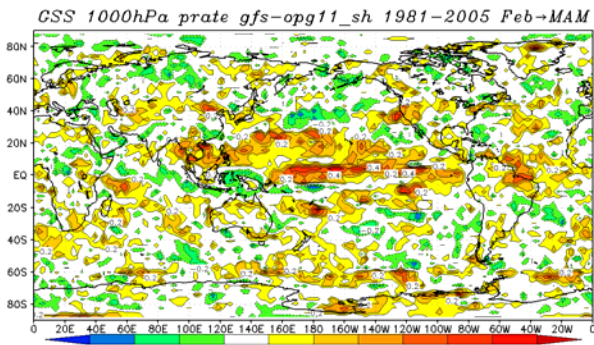 GSS 1000hPa prate gfs-opg11_sh 1981-2005 Feb→MAM
80N
60N
40N
20N
EQ
20S
40S
60S
80S
0 20E 40E 60E 80E 100E 120E 140E 160E 180 160W 140W 120W 100W 80W 60W 40W 20W 0